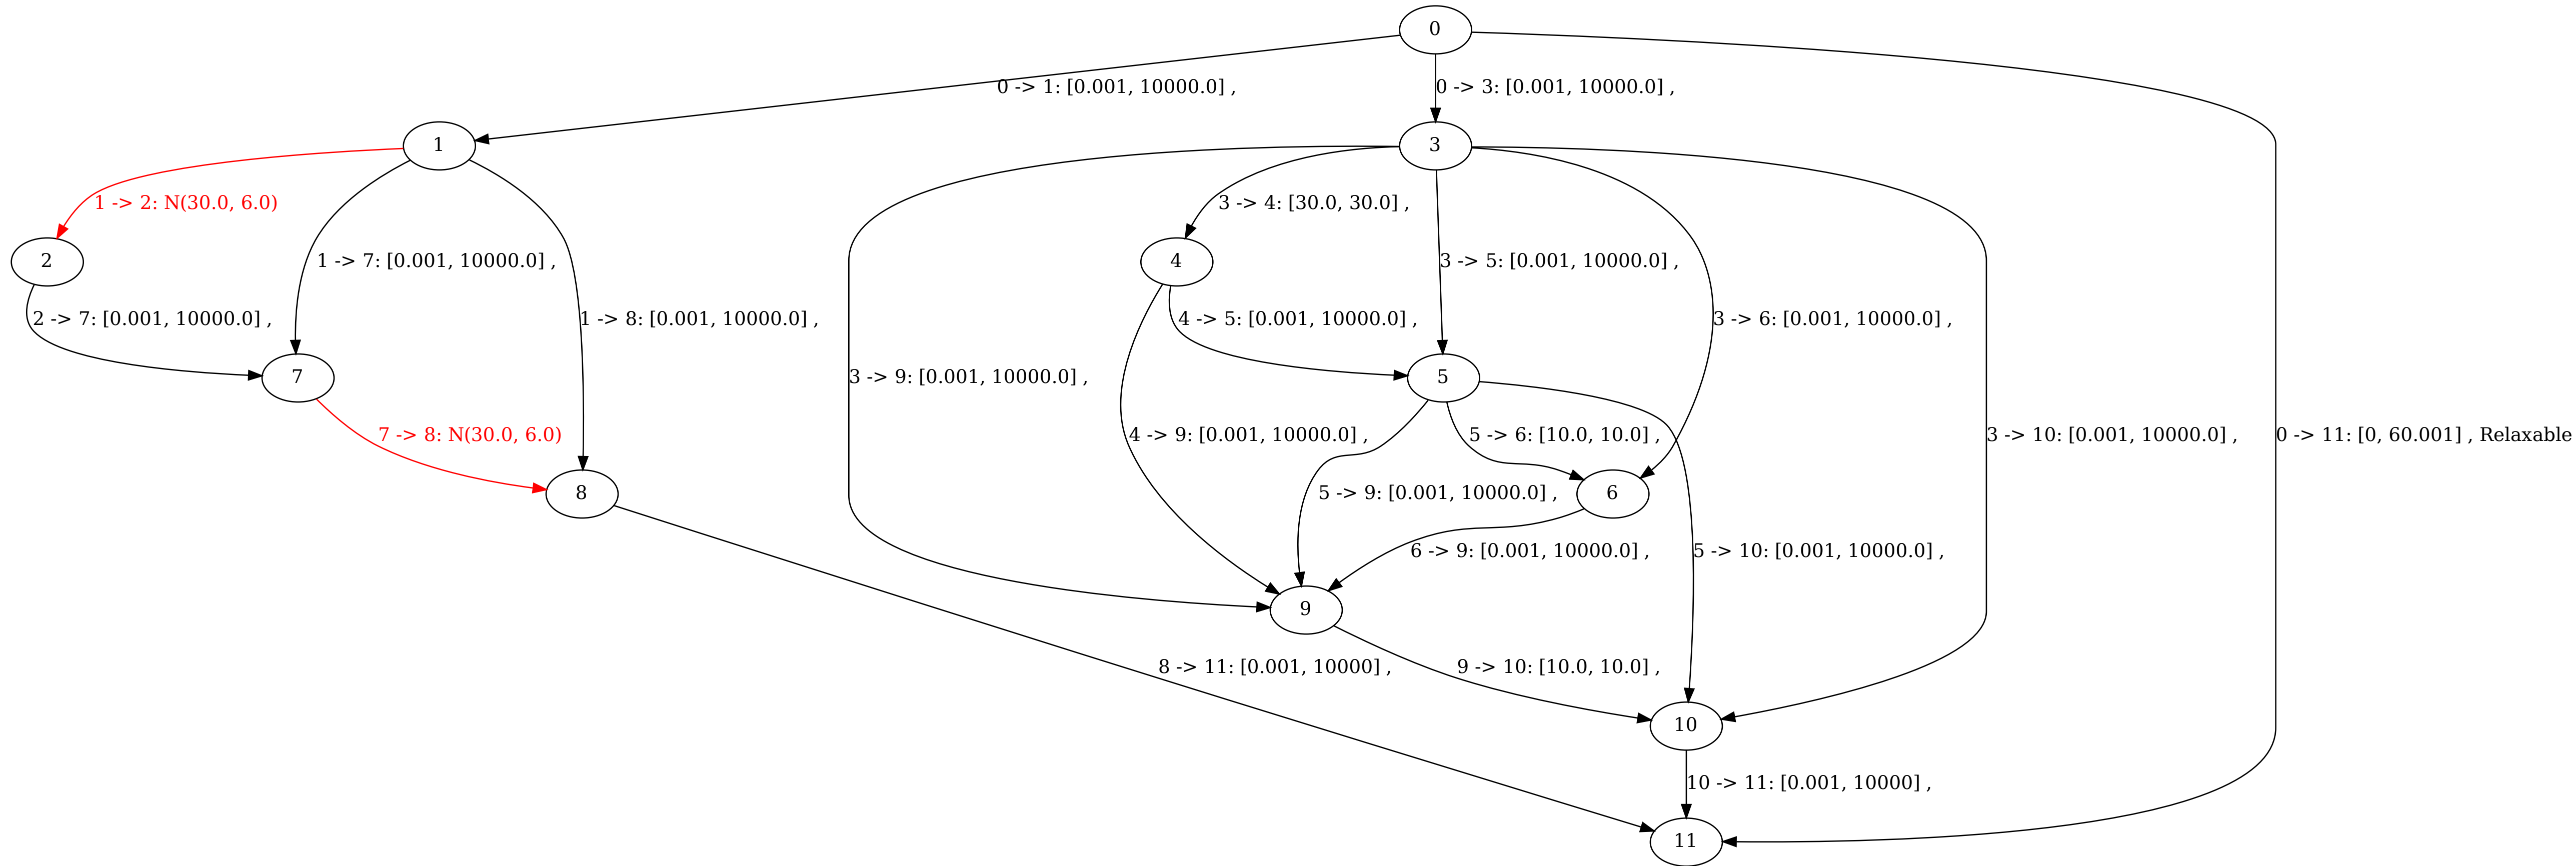 0
0 -> 1: [0.001, 10000.0] ,
0 -> 3: [0.001, 10000.0] ,
1
3
1 -> 2: N(30.0, 6.0)
3 -> 4: [30.0, 30.0] ,
2
1 -> 7: [0.001, 10000.0] ,
4
3 -> 5: [0.001, 10000.0] ,
2 -> 7: [0.001, 10000.0] ,
1 -> 8: [0.001, 10000.0] ,
4 -> 5: [0.001, 10000.0] ,
3 -> 6: [0.001, 10000.0] ,
7
3 -> 9: [0.001, 10000.0] ,
5
7 -> 8: N(30.0, 6.0)
4 -> 9: [0.001, 10000.0] ,
5 -> 6: [10.0, 10.0] ,
3 -> 10: [0.001, 10000.0] ,
0 -> 11: [0, 60.001] , Relaxable
8
5 -> 9: [0.001, 10000.0] ,
6
6 -> 9: [0.001, 10000.0] ,
5 -> 10: [0.001, 10000.0] ,
9
8 -> 11: [0.001, 10000] ,
9 -> 10: [10.0, 10.0] ,
10
10 -> 11: [0.001, 10000] ,
11